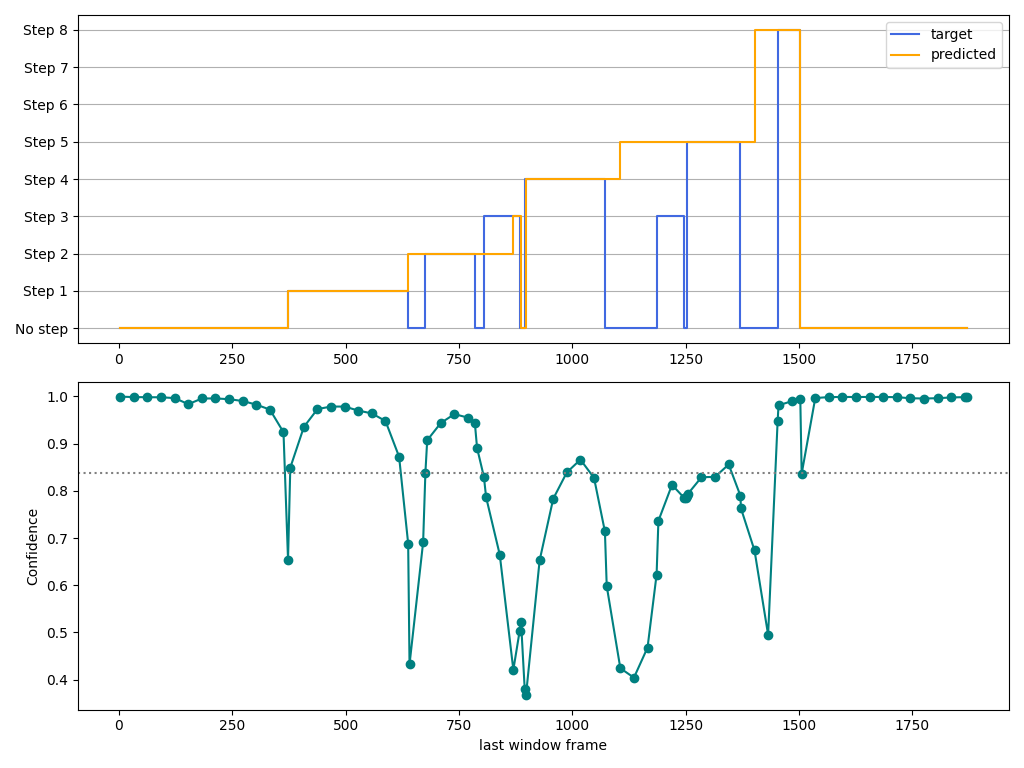 Step 8
Step 7
Step 6
Step 5
Step 4
Step 3
Step 2
Step 1
No step
target
predicted
0 250 500 750 1000 1250 1500 1750
1.0
0.9
0.8
0.7
0.6
0.5
0.4
Confidence
0 250 500 750 1000 1250 1500 1750
last window frame